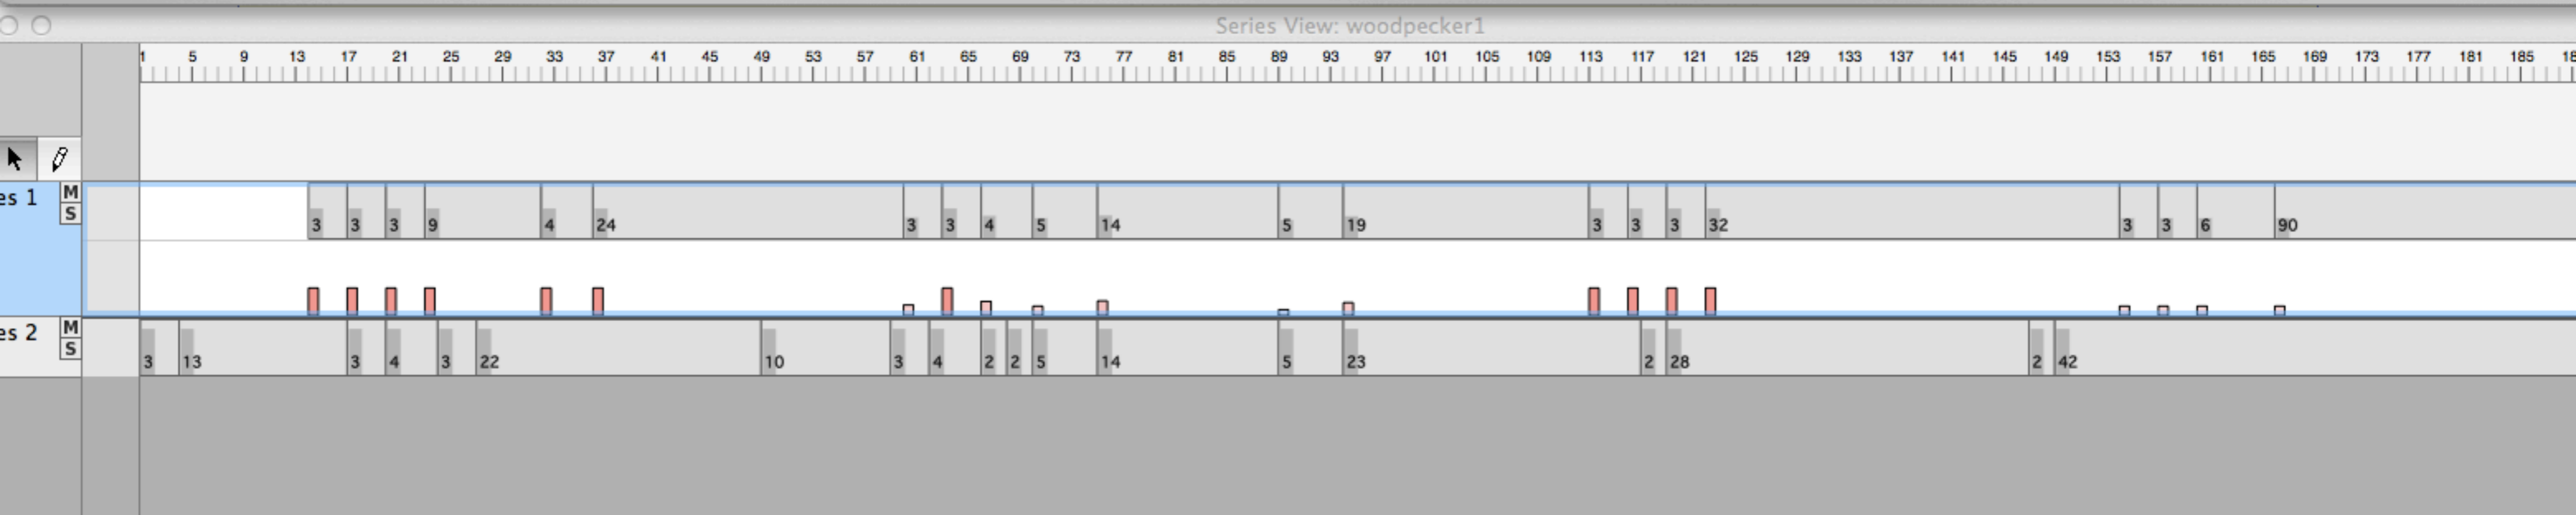 Series View: woodpecker1
1 5 9 13 17 21 25 29 33 37 41 45 49 53 57 61 65 69 73 77 81 85 89 93 97 101 105 109 113 117 121 125 129 133 137 141 145 149 153 157 161 165 169 173 177 181 185 18
es 1 M
S
3 3 3 9 4 24 3 3 4 5 14 5 19 3 3 3 32 3 3 6 90
es 2 M
S
3 13 3 4 3 22 10 3 4 2 2 5 14 5 23 2 28 2 42